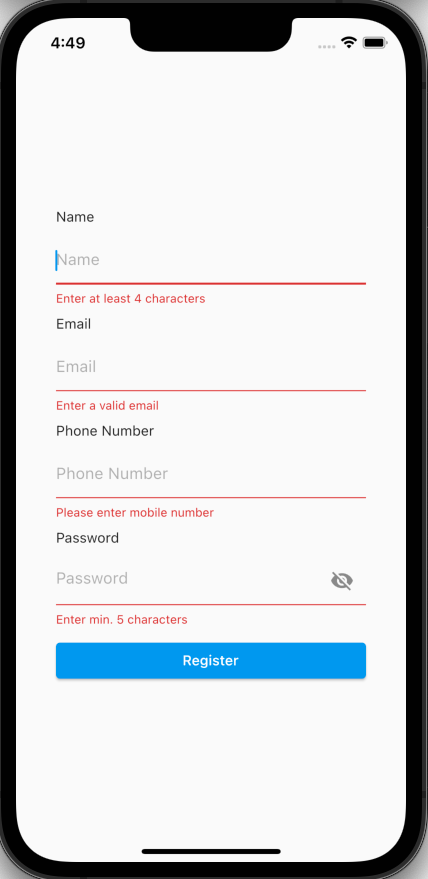 4:49
Name
Name
Enter at least 4 characters
Email
Email
Enter a valid email
Phone Number
Phone Number
Please enter mobile number
Password
Password
Enter min. 5 characters
Register